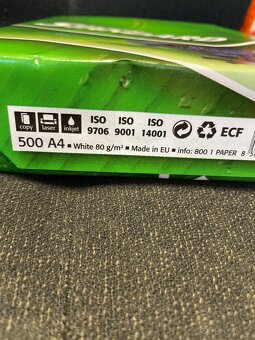 ISO ISO ISO
copy laser inkjet 9706 9001 14001 ECF
500 A4 ■ White 80 g/m² ■ Made in EU ■ info: 800 1 PAPER 8